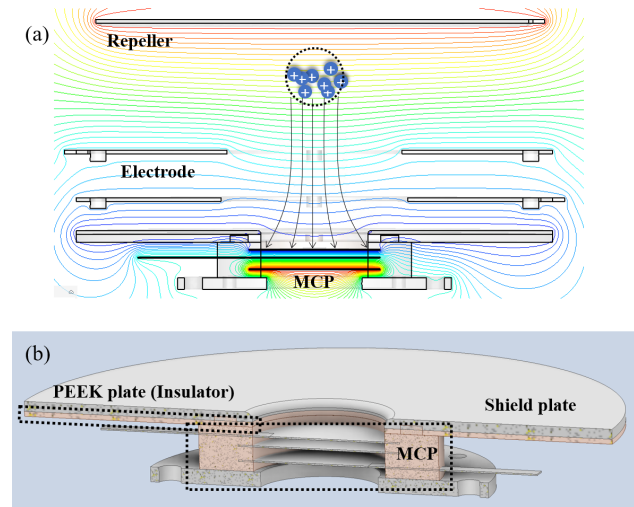 (a)
Repeller
Electrode
MCP
(b)
PEEK plate (Insulator)
Shield plate
MCP